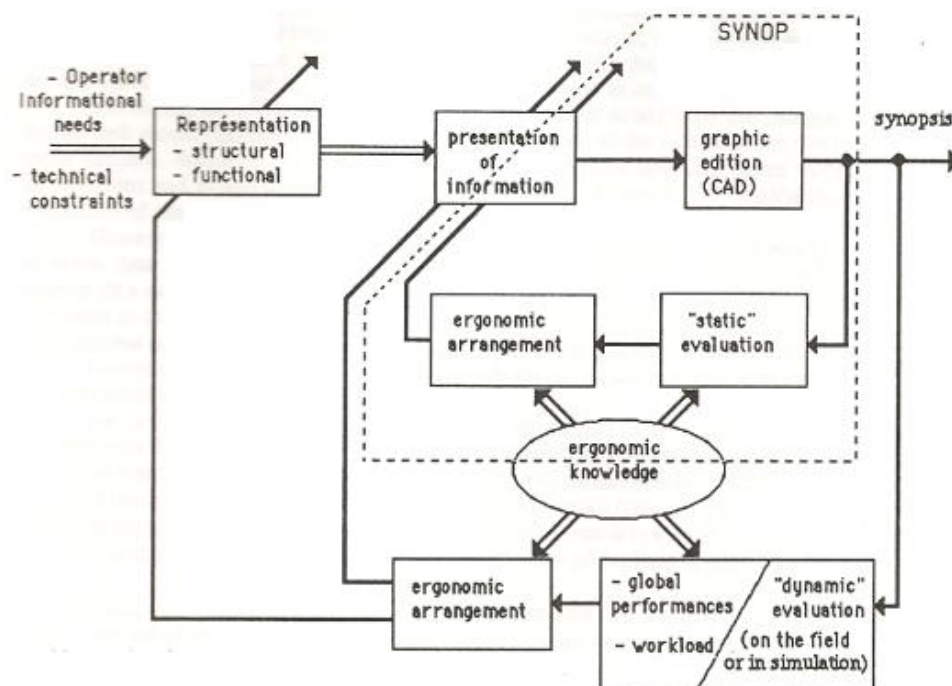 SYNOP
- Operator
Informational
needs
- technical
constraints
Représentation
- structural
- functional
presentation
of
information
graphic
edition
(CAD)
synopsis
ergonomic
arrangement
"static"
evaluation
ergonomic
knowledge
ergonomic
arrangement
- global
performances
- workload
"dynamic"
evaluation
(on the field
or in simulation)